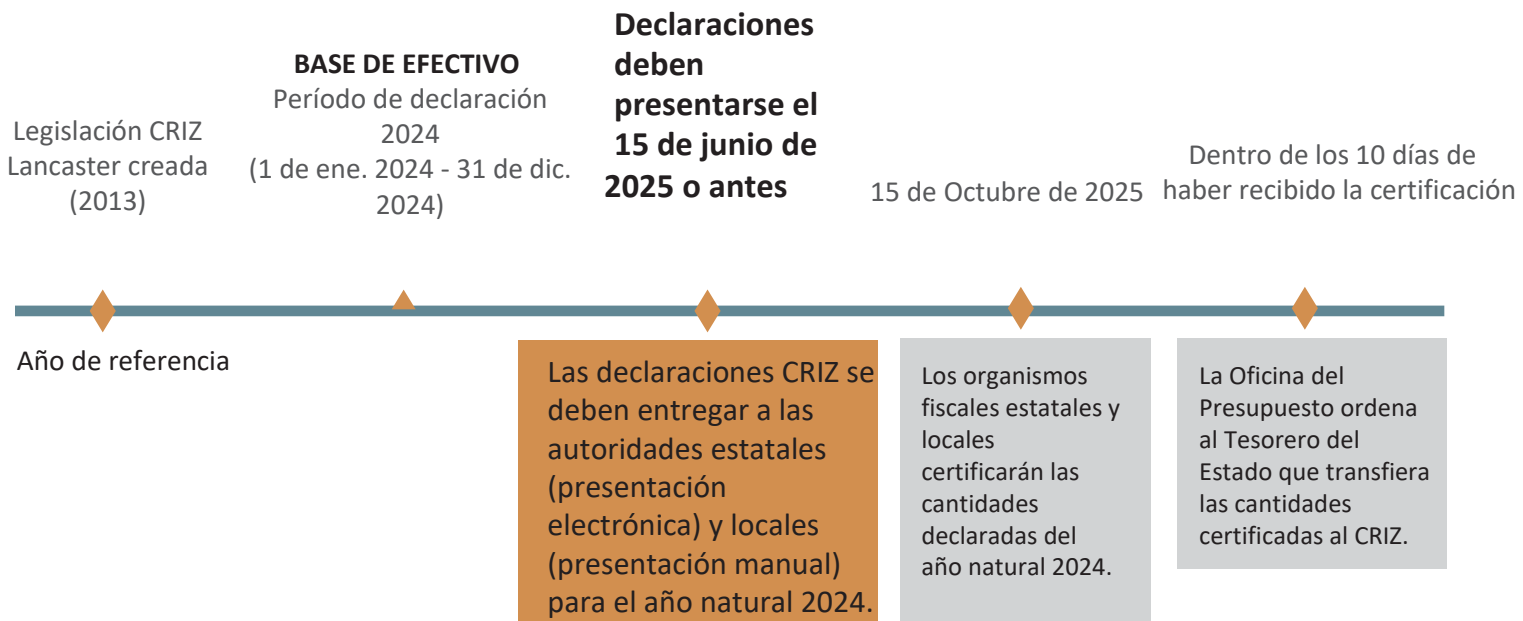 Legislación CRIZ
Lancaster creada
(2013)
BASE DE EFECTIVO
Período de declaración
2024
(1 de ene. 2024 - 31 de dic.
2024)
Declaraciones
deben
presentarse el
15 de junio de
2025 o antes
15 de Octubre de 2025
Dentro de los 10 días de
haber recibido la certificación
Año de referencia
Las declaraciones CRIZ se
deben entregar a las
autoridades estatales
(presentación
electrónica) y locales
(presentación manual)
para el año natural 2024.
Los organismos
fiscales estatales y
locales
certificarán las
cantidades
declaradas del
año natural 2024.
La Oficina del
Presupuesto ordena
al Tesorero del
Estado que transfiera
las cantidades
certificadas al CRIZ.